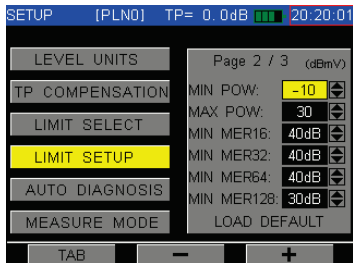 SETUP [PLN0] TP= 0.0dB 20:20:01
LEVEL UNITS
TP COMPENSATION
LIMIT SELECT
LIMIT SETUP
AUTO DIAGNOSIS
MEASURE MODE
Page 2 / 3 (dBmV)
MIN POW: -10
MAX POW: 30
MIN MER16: 40dB
MIN MER32: 40dB
MIN MER64: 40dB
MIN MER128: 30dB
LOAD DEFAULT
TAB - +